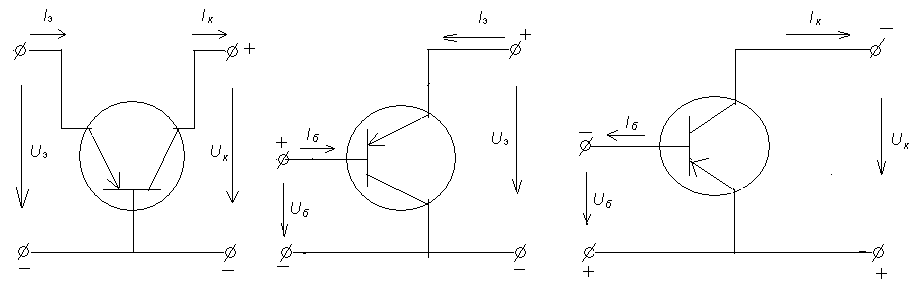 Iэ Iк
+
Uэ Uк
− −
Iэ
+
+ Iб
Uэ
Uб
− −
Iк
−
− Iб
Uк
Uб
+ +